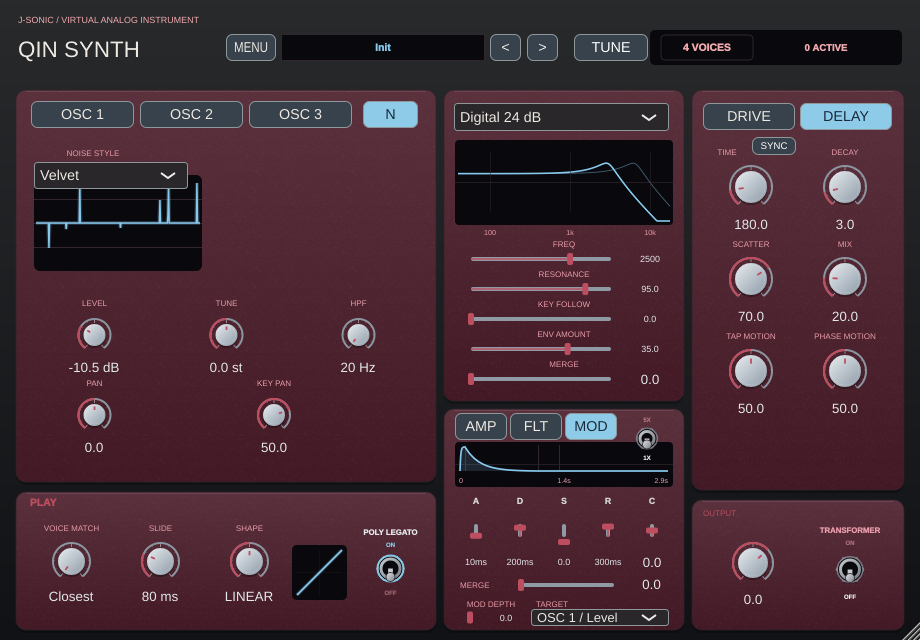 J-SONIC / VIRTUAL ANALOG INSTRUMENT
QIN SYNTH
MENU
Init
<
>
TUNE
4 VOICES
0 ACTIVE
OSC 1
OSC 2
OSC 3
N
NOISE STYLE
Velvet
LEVEL
TUNE
HPF
-10.5 dB
0.0 st
20 Hz
PAN
KEY PAN
0.0
50.0
Digital 24 dB
100
1k
10k
FREQ
2500
RESONANCE
95.0
KEY FOLLOW
0.0
ENV AMOUNT
35.0
MERGE
0.0
DRIVE
DELAY
TIME
SYNC
DECAY
180.0
3.0
SCATTER
MIX
70.0
20.0
TAP MOTION
PHASE MOTION
50.0
50.0
PLAY
VOICE MATCH
SLIDE
SHAPE
POLY LEGATO
ON
OFF
Closest
80 ms
LINEAR
AMP
FLT
MOD
5X
1X
0
1.4s
2.9s
A
D
S
R
C
10ms
200ms
0.0
300ms
0.0
MERGE
0.0
MOD DEPTH
TARGET
0.0
OSC 1 / Level
OUTPUT
TRANSFORMER
ON
OFF
0.0